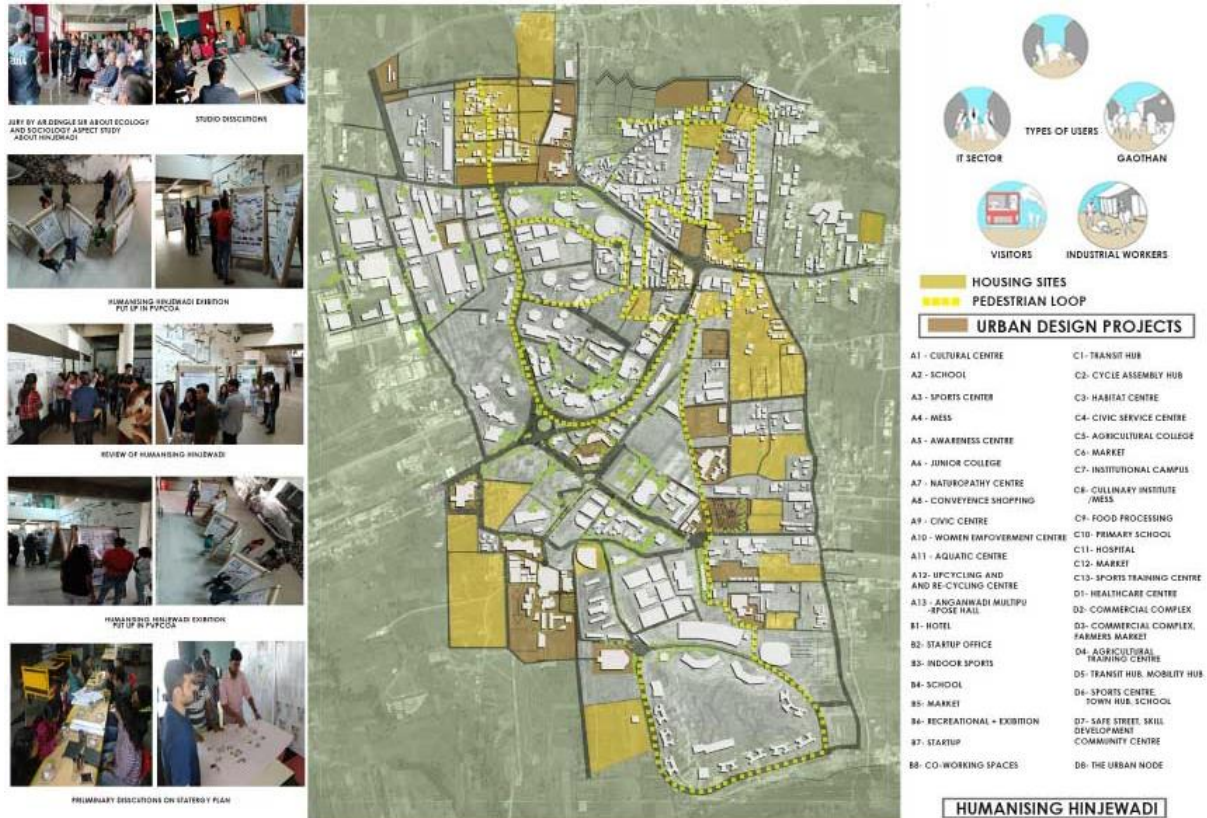 JURY BY AR.DENGLE SIR ABOUT ECOLOGY
AND SOCIOLOGY ASPECT STUDY
ABOUT HINJEWADI
STUDIO DISSCUTIONS
HUMANISING HINJEWADI EXIBITION
PUT UP IN PVPCOA
REVIEW OF HUMANISING HINJEWADI
HUMANISING HINJEWADI EXIBITION
PUT UP IN PVPCOA
PRELIMINARY DISSCUTIONS ON STATERGY PLAN
TYPES OF USERS
IT SECTOR
GAOTHAN
VISITORS
INDUSTRIAL WORKERS
HOUSING SITES
PEDESTRIAN LOOP
URBAN DESIGN PROJECTS
A1 - CULTURAL CENTRE
A2 - SCHOOL
A3 - SPORTS CENTER
A4 - MESS
A5 - AWARENESS CENTRE
A6 - JUNIOR COLLEGE
A7 - NATUROPATHY CENTRE
A8 - CONVEYENCE SHOPPING
A9 - CIVIC CENTRE
A10 - WOMEN EMPOVERMENT CENTRE
A11 - AQUATIC CENTRE
A12- UPCYCLING AND
AND RE-CYCLING CENTRE
A13 - ANGANWADI MULTIPU
-RPOSE HALL
B1- HOTEL
B2- STARTUP OFFICE
B3- INDOOR SPORTS
B4- SCHOOL
B5- MARKET
B6- RECREATIONAL + EXIBITION
B7- STARTUP
B8- CO-WORKING SPACES
C1- TRANSIT HUB
C2- CYCLE ASSEMBLY HUB
C3- HABITAT CENTRE
C4- CIVIC SERVICE CENTRE
C5- AGRICULTURAL COLLEGE
C6- MARKET
C7- INSTITUTIONAL CAMPUS
C8- CULLINARY INSTITUTE
/MESS
C9- FOOD PROCESSING
C10- PRIMARY SCHOOL
C11- HOSPITAL
C12- MARKET
C13- SPORTS TRAINING CENTRE
D1- HEALTHCARE CENTRE
D2- COMMERCIAL COMPLEX
D3- COMMERCIAL COMPLEX,
FARMERS MARKET
D4- AGRICULTURAL
TRAINING CENTRE
D5- TRANSIT HUB, MOBILITY HUB
D6- SPORTS CENTRE,
TOWN HUB, SCHOOL
D7- SAFE STREET, SKILL
DEVELOPMENT
COMMUNITY CENTRE
D8- THE URBAN NODE
HUMANISING HINJEWADI